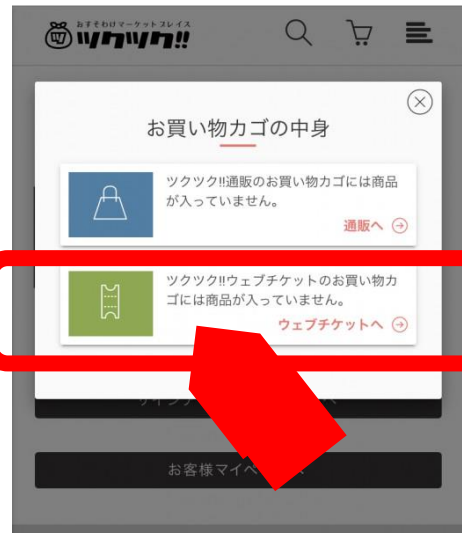 おすそわけマーケットプレイス
ツクツク!!
お買い物カゴの中身
ツクツク!!通販のお買い物カゴには商品
が入っていません。
通販へ
ツクツク!!ウェブチケットのお買い物カ
ゴには商品が入っていません。
ウェブチケットへ
お客様マイペ